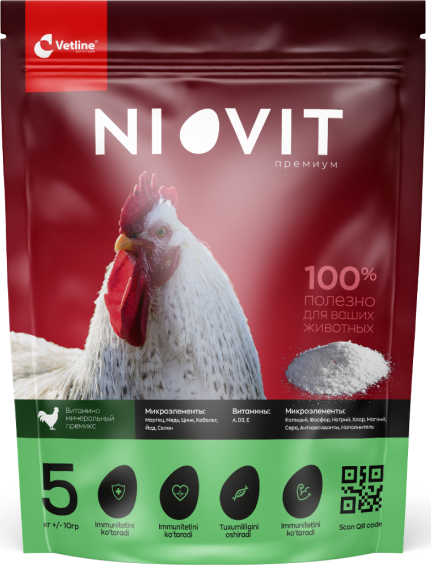 Vetline®
NIOVIT
премиум
100%
полезно
для ваших
животных
Витамино
минеральный
премикс
Микроэлементы:
Марец, Медь, Цинк, Кобальт,
Йод, Селен
Витамины:
A, D3, E
Микроэлементы:
Кальций, Фосфор, Натрий, Хлор, Магний,
Сера, Антиоксиданты, Наполнитель
5
кг +/- 10гр
Immunitetini
ko'taradi
Immunitetini
ko'taradi
Tuxumliligini
oshiradi
Immunitetini
ko'taradi
Scan QR code